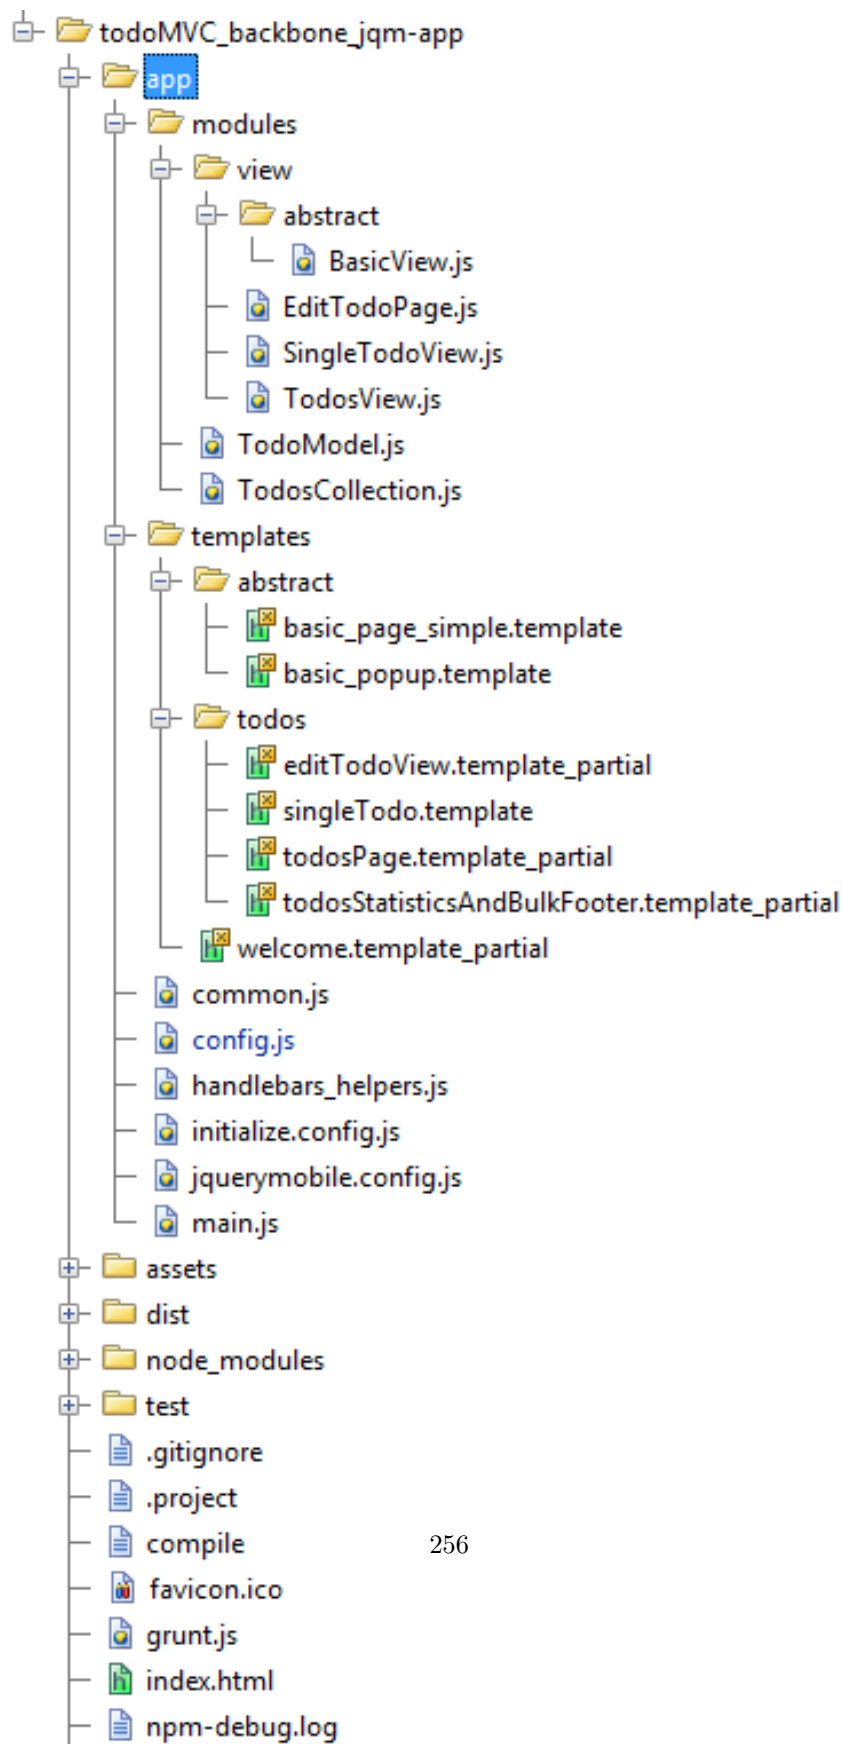 todoMVC_backbone_jqm-app
app
modules
view
abstract
BasicView.js
EditTodoPage.js
SingleTodoView.js
TodosView.js
TodoModel.js
TodosCollection.js
templates
abstract
basic_page_simple.template
basic_popup.template
todos
editTodoView.template_partial
singleTodo.template
todosPage.template_partial
todosStatisticsAndBulkFooter.template_partial
welcome.template_partial
common.js
config.js
handlebars_helpers.js
initialize.config.js
jquerymobile.config.js
main.js
assets
dist
node_modules
test
.gitignore
.project
compile 256
favicon.ico
grunt.js
index.html
npm-debug.log